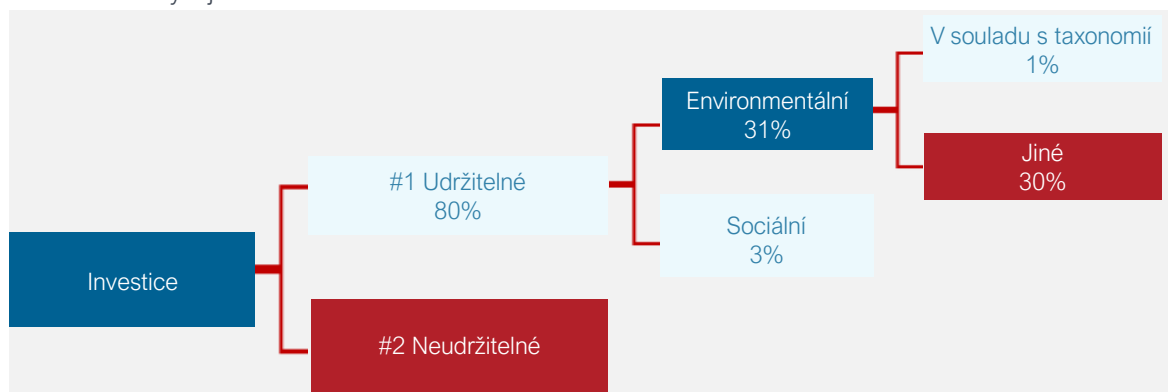 V souladu s taxonomií
1%
Environmentální
31%
Jiné
30%
#1 Udržitelné
80%
Sociální
3%
Investice
#2 Neudržitelné